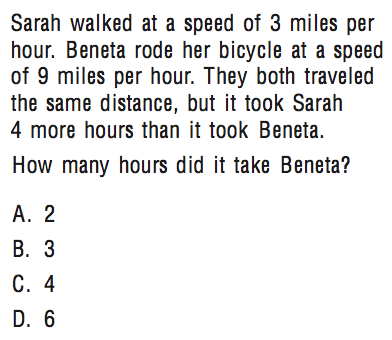 Sarah walked at a speed of 3 miles per
hour. Beneta rode her bicycle at a speed
of 9 miles per hour. They both traveled
the same distance, but it took Sarah
4 more hours than it took Beneta.
How many hours did it take Beneta?
A. 2
B. 3
C. 4
D. 6